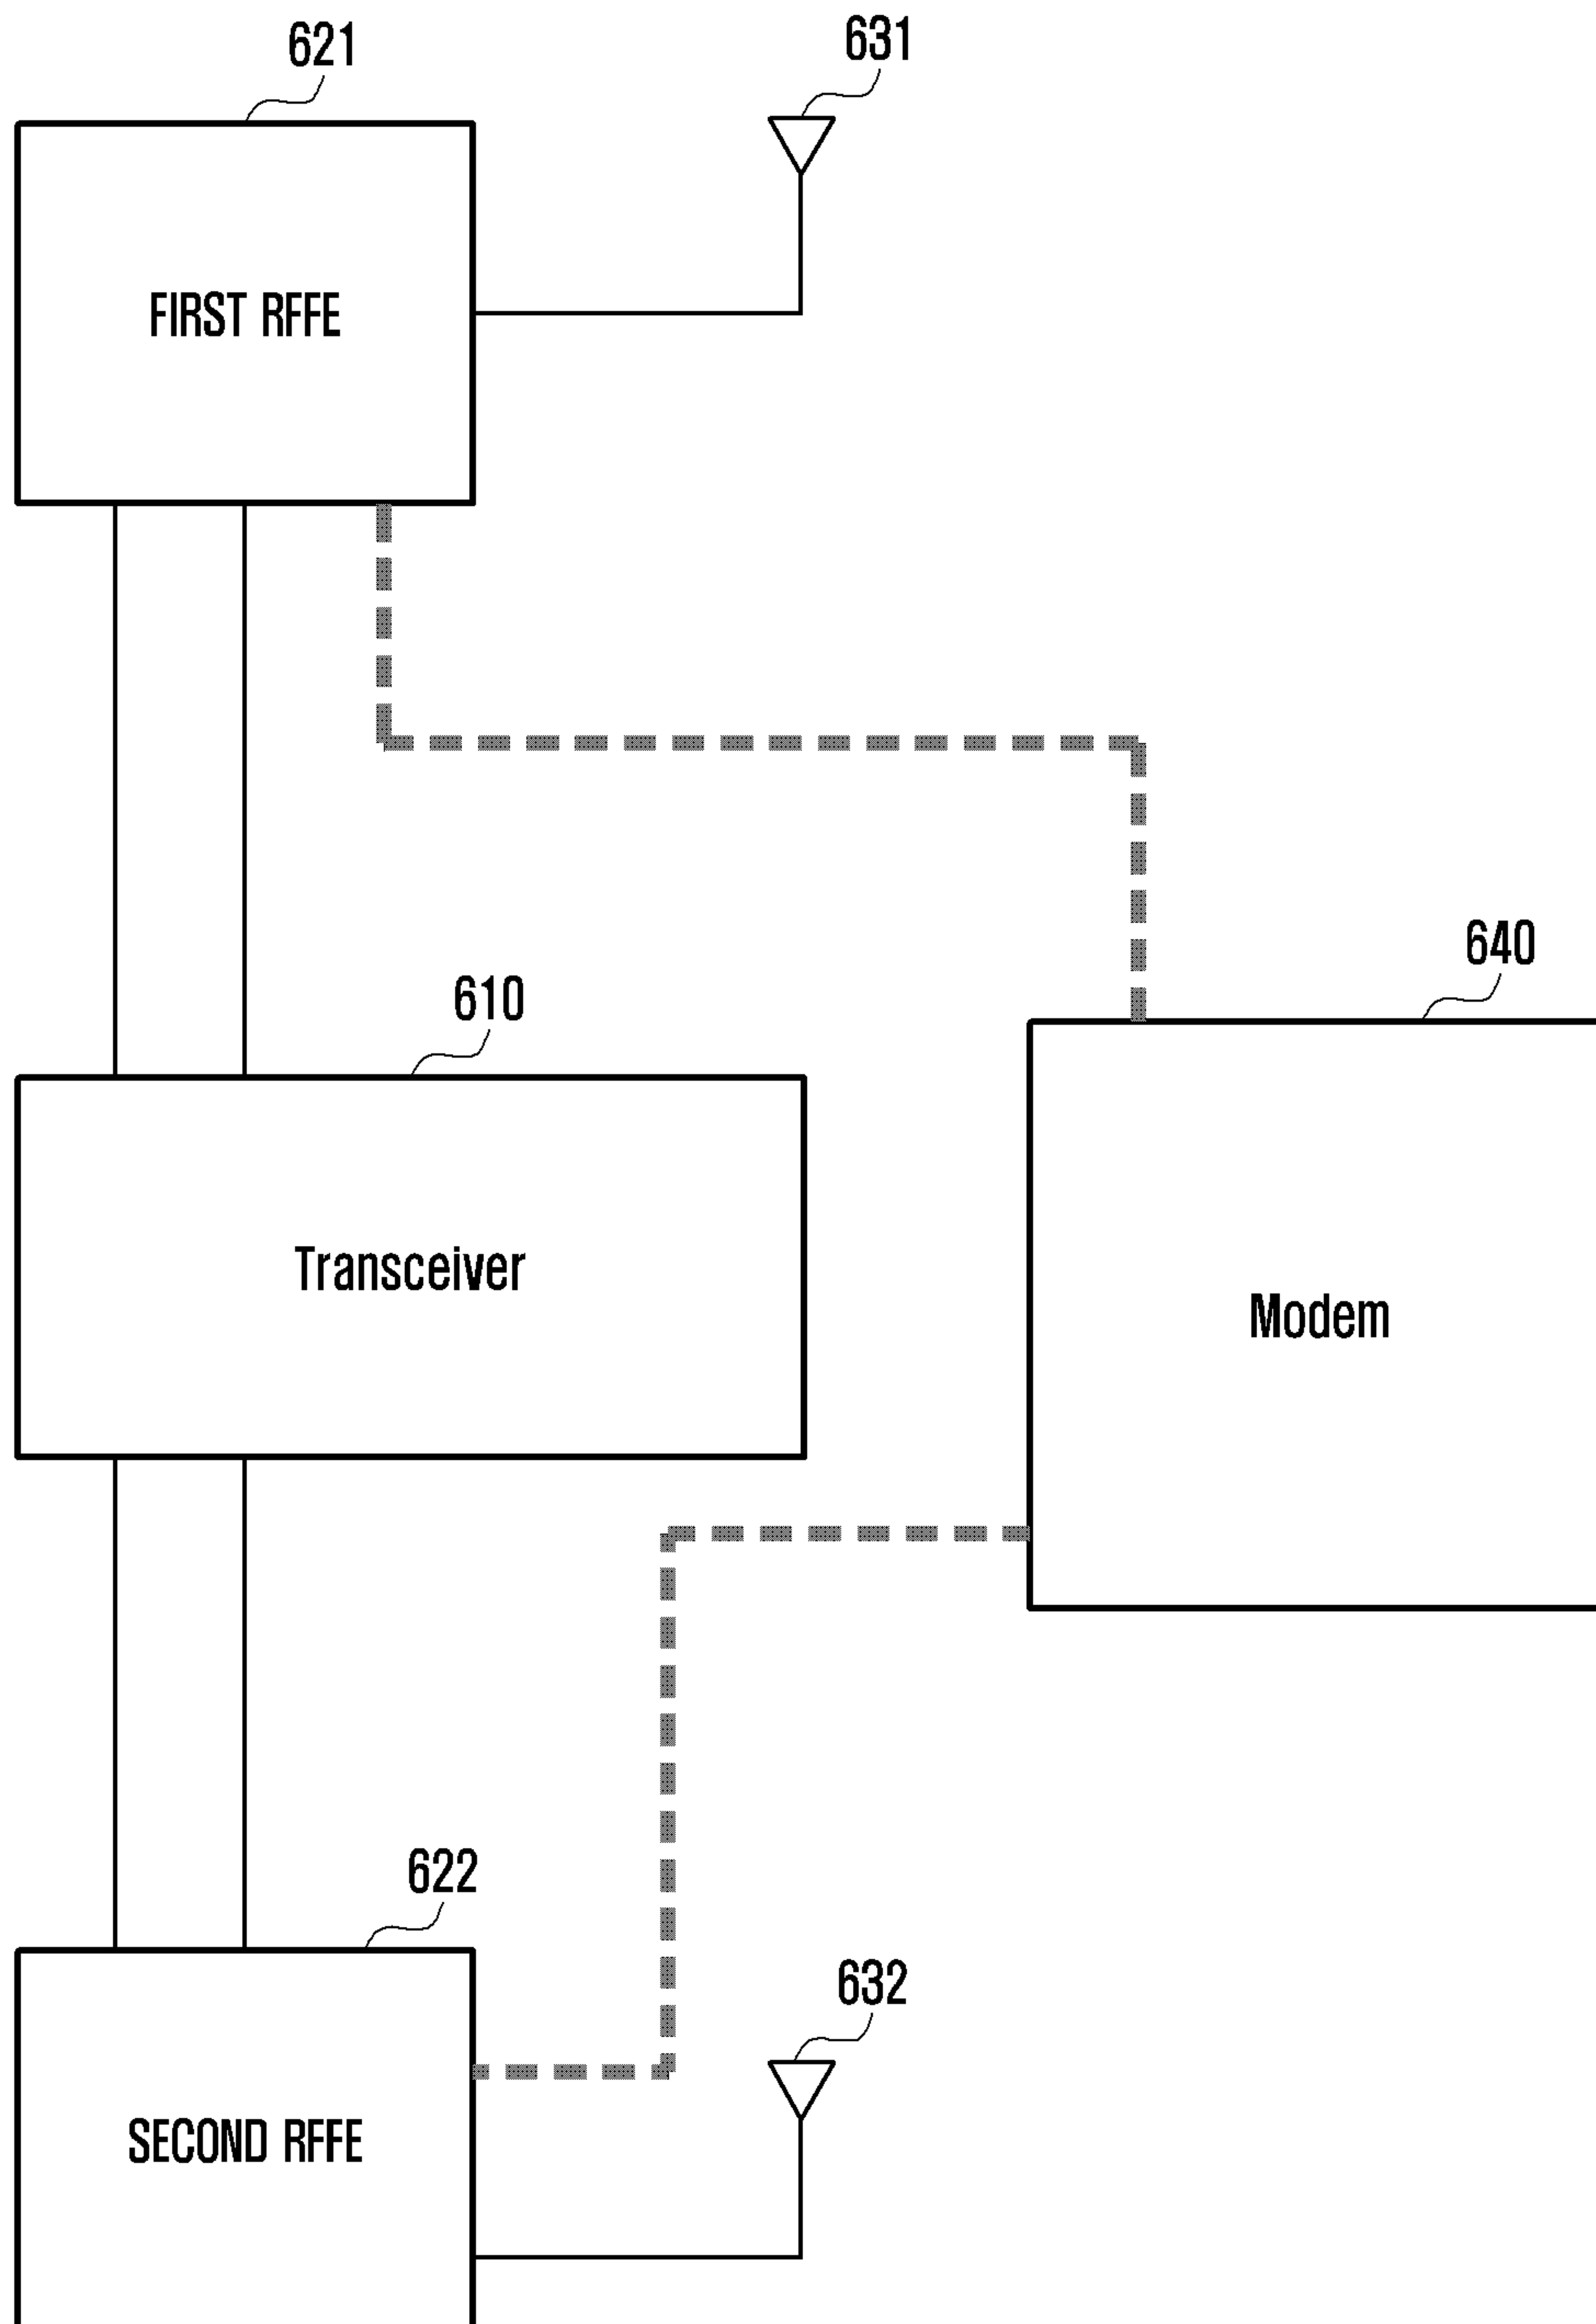 621
631
FIRST RFFE
640
610
Transceiver
Modem
622
632
SECOND RFFE